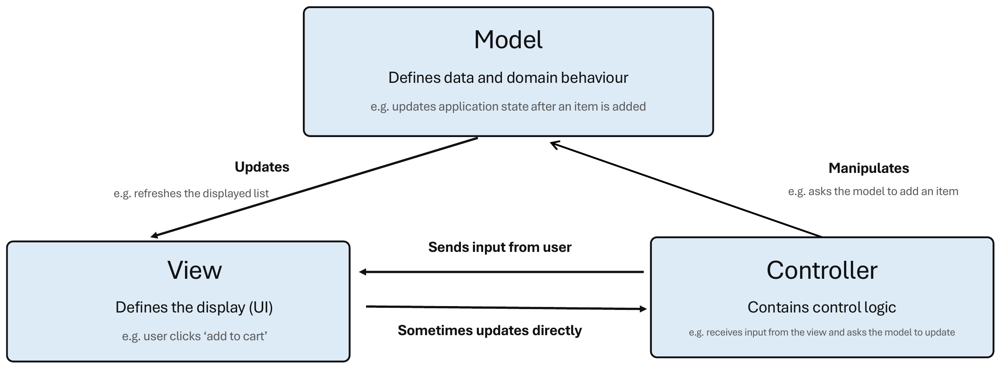 Model
Defines data and domain behaviour
e.g. updates application state after an item is added
Updates
e.g. refreshes the displayed list
Manipulates
e.g. asks the model to add an item
Sends input from user
Sometimes updates directly
View
Defines the display (UI)
e.g. user clicks ‘add to cart’
Controller
Contains control logic
e.g. receives input from the view and asks the model to update